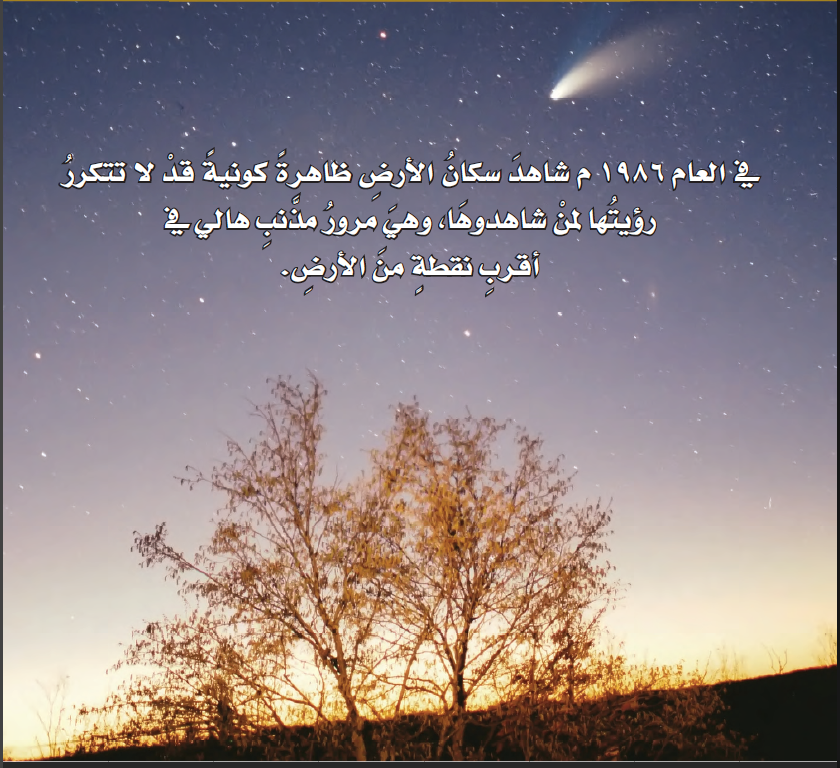 في العام ١٩٨٦ م شاهدَ سكانُ الأرضِ ظاهرةً كونيةً قدْ لا تتكررُ
رؤيتُها لمنْ شاهدوهَا، وهيَ مرورُ مذَّنبِ هالي في
أقربِ نقطةٍ منَ الأرضِ.